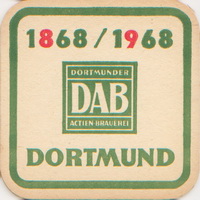 1868/1968
DORTMUNDER
DAB
ACTIEN-BRAUEREI
DORTMUND